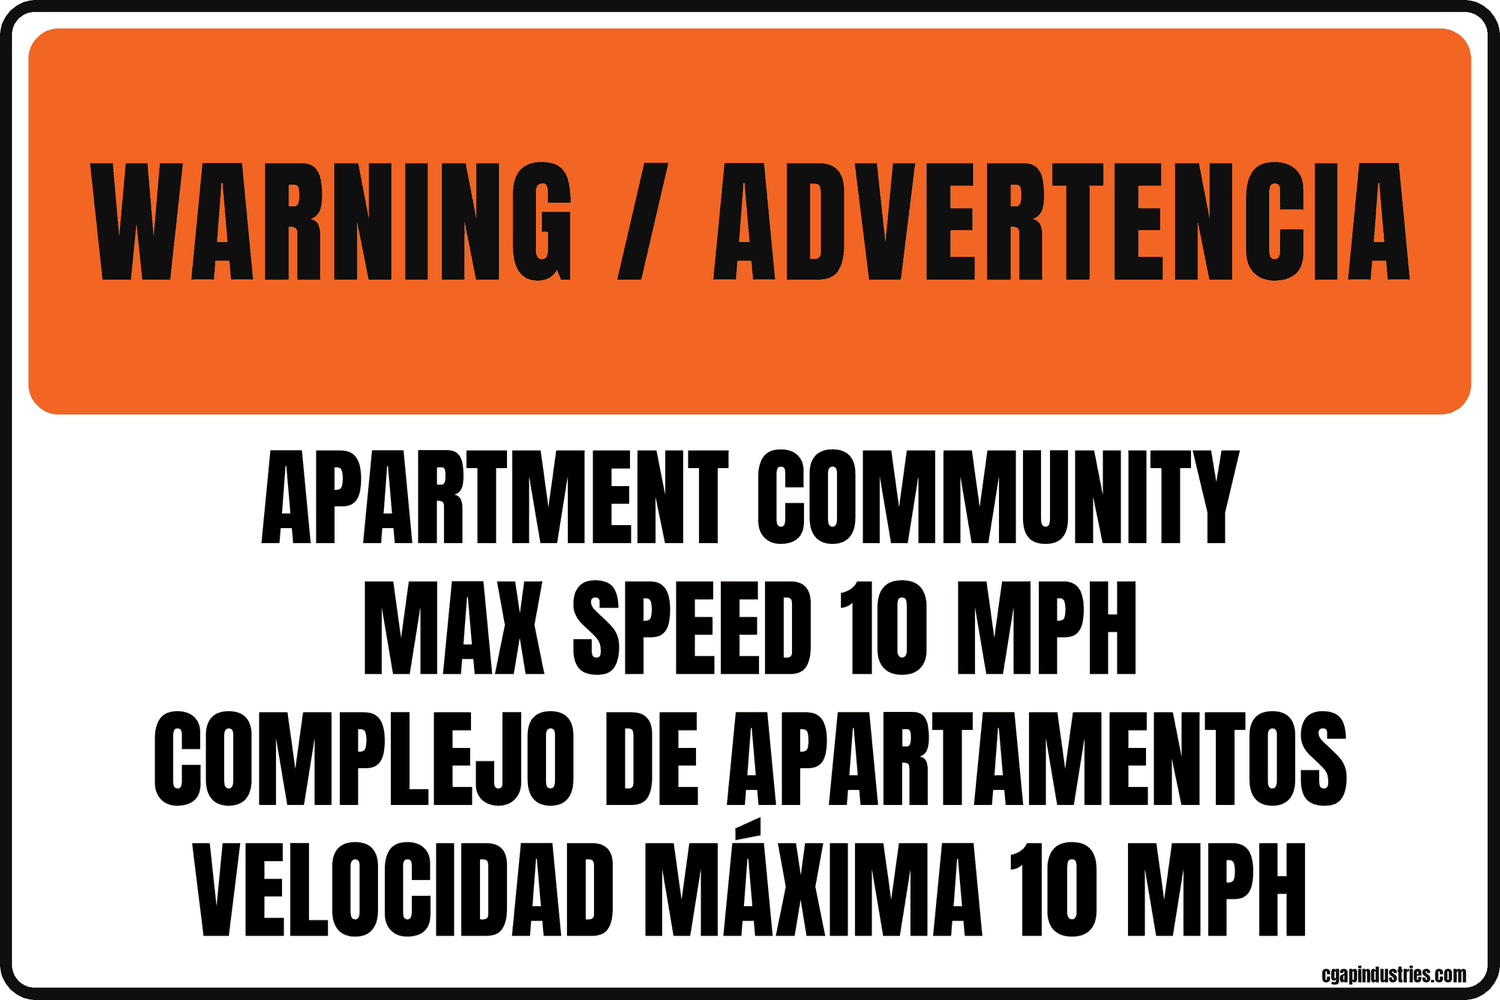 WARNING / ADVERTENCIA
APARTMENT COMMUNITY
MAX SPEED 10 MPH
COMPLEJO DE APARTAMENTOS
VELOCIDAD MÁXIMA 10 MPH
cgapindustries.com